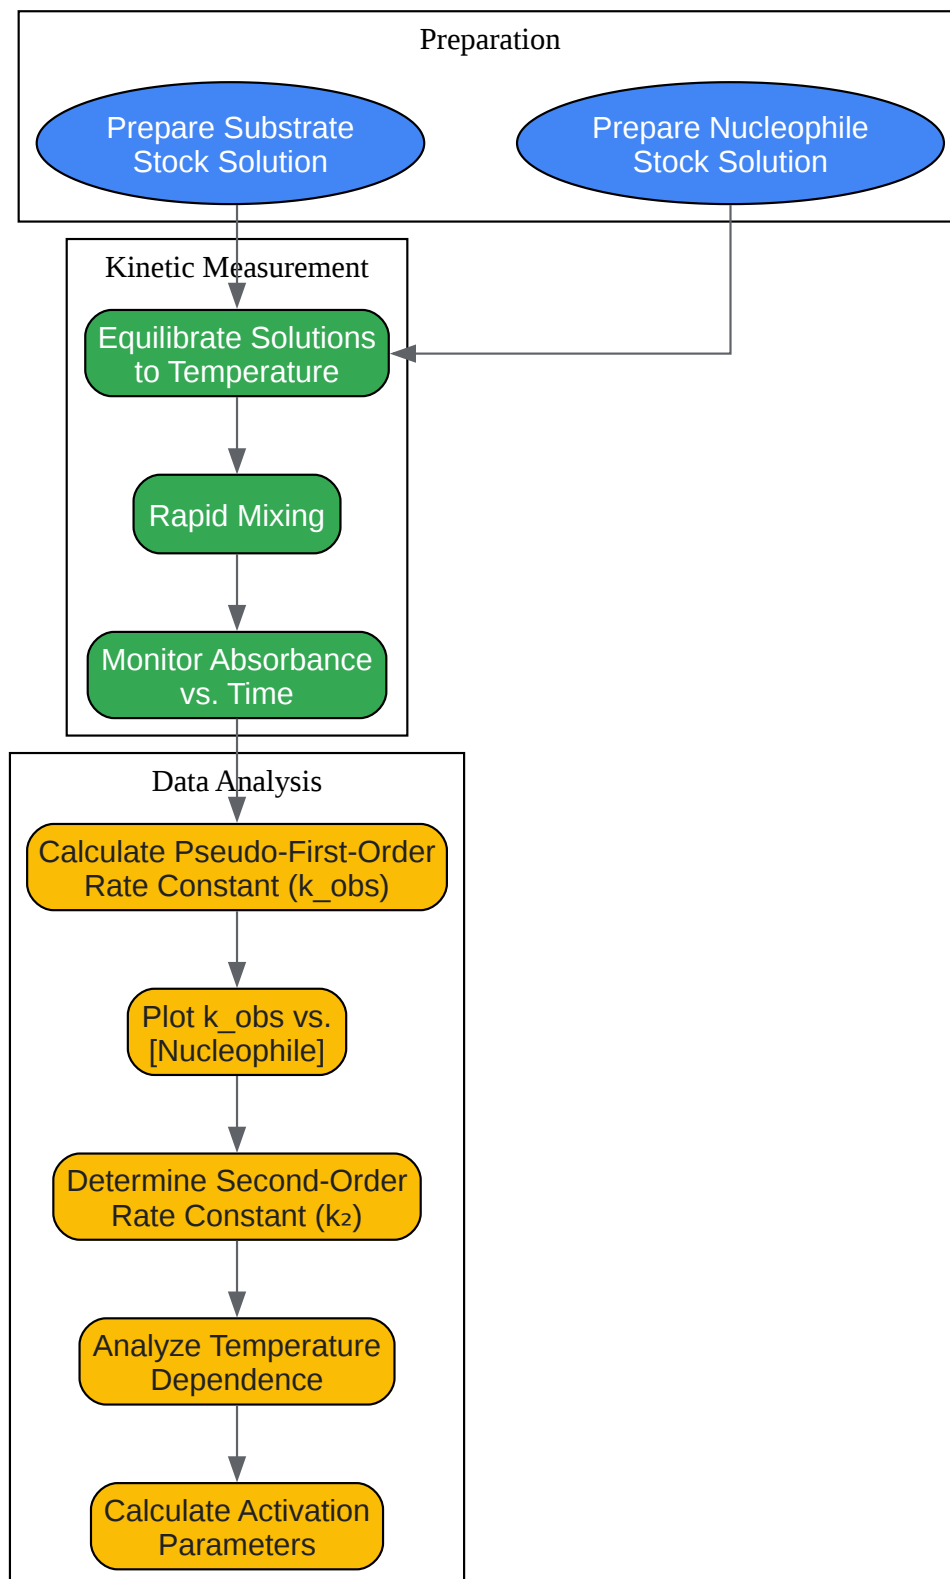 Preparation
Prepare Substrate
Stock Solution
Prepare Nucleophile
Stock Solution
Kinetic Measurement
Equilibrate Solutions
to Temperature
Rapid Mixing
Monitor Absorbance
vs. Time
Data Analysis
Calculate Pseudo-First-Order
Rate Constant (k_obs)
Plot k_obs vs.
[Nucleophile]
Determine Second-Order
Rate Constant (k₂)
Analyze Temperature
Dependence
Calculate Activation
Parameters